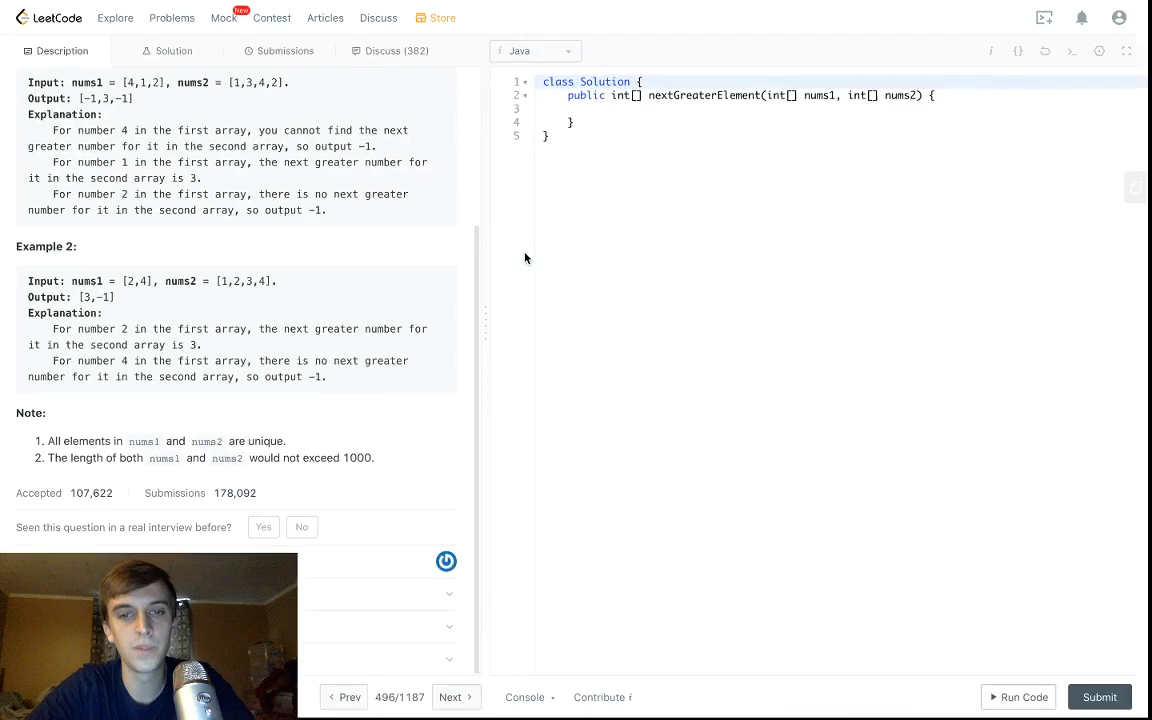 LeetCode Explore Problems Mock New Contest Articles Discuss Store
Description Solution Submissions Discuss (382)
Input: nums1 = [4,1,2], nums2 = [1,3,4,2].
Output: [-1,3,-1]
Explanation:
For number 4 in the first array, you cannot find the next
greater number for it in the second array, so output -1.
For number 1 in the first array, the next greater number for
it in the second array is 3.
For number 2 in the first array, there is no next greater
number for it in the second array, so output -1.
Example 2:
Input: nums1 = [2,4], nums2 = [1,2,3,4].
Output: [3,-1]
Explanation:
For number 2 in the first array, the next greater number for
it in the second array is 3.
For number 4 in the first array, there is no next greater
number for it in the second array, so output -1.
Note:
1. All elements in nums1 and nums2 are unique.
2. The length of both nums1 and nums2 would not exceed 1000.
Accepted 107,622 Submissions 178,092
Seen this question in a real interview before? Yes No
Prev 496/1187 Next
i Java
i {} >_
1 class Solution {
2 public int[] nextGreaterElement(int[] nums1, int[] nums2) {
3
4 }
5 }
Console Contribute i
Run Code Submit